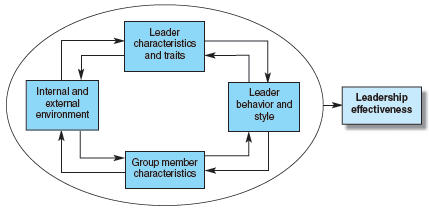 Leader
characteristics
and traits
Internal and
external
environment
Leader
behavior and
style
Leadership
effectiveness
Group member
characteristics